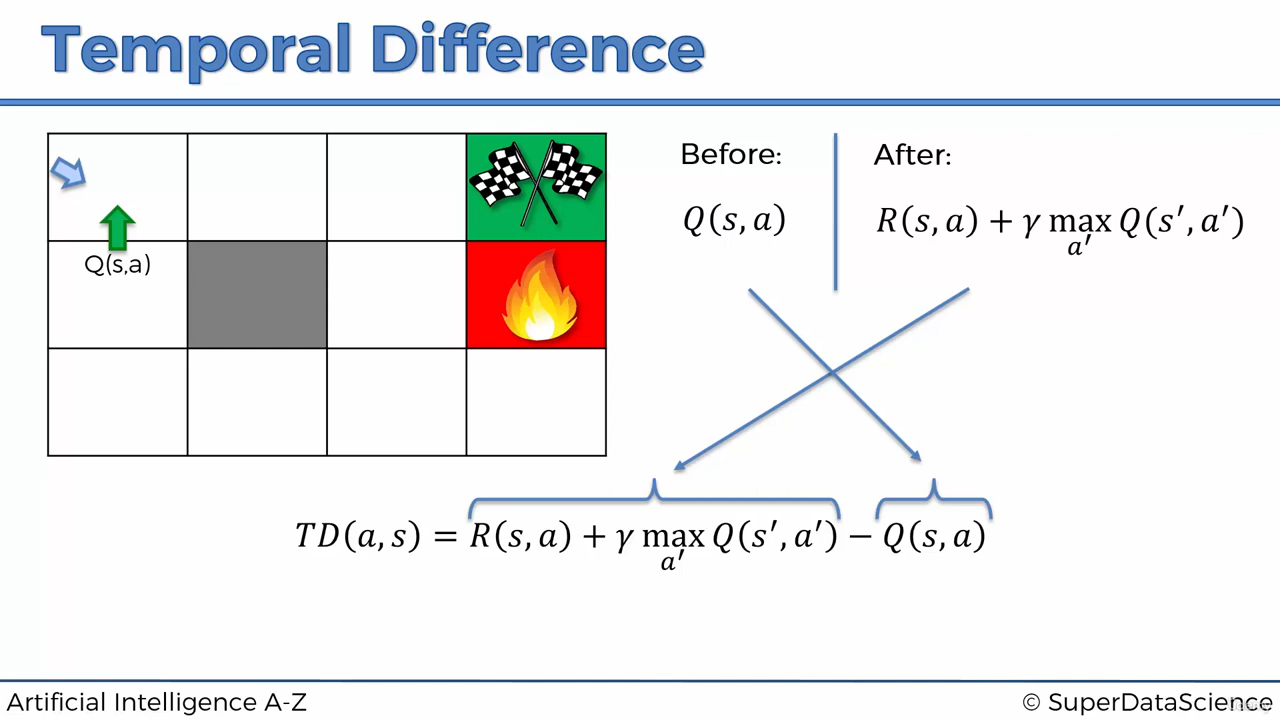 Temporal Difference
Q(s,a)
Before:
After:
Q(s, a)
R(s, a) + γ max Q(s′, a′)
a′
TD(a, s) = R(s, a) + γ max Q(s′, a′) − Q(s, a)
a′
Artificial Intelligence A-Z
© SuperDataScience